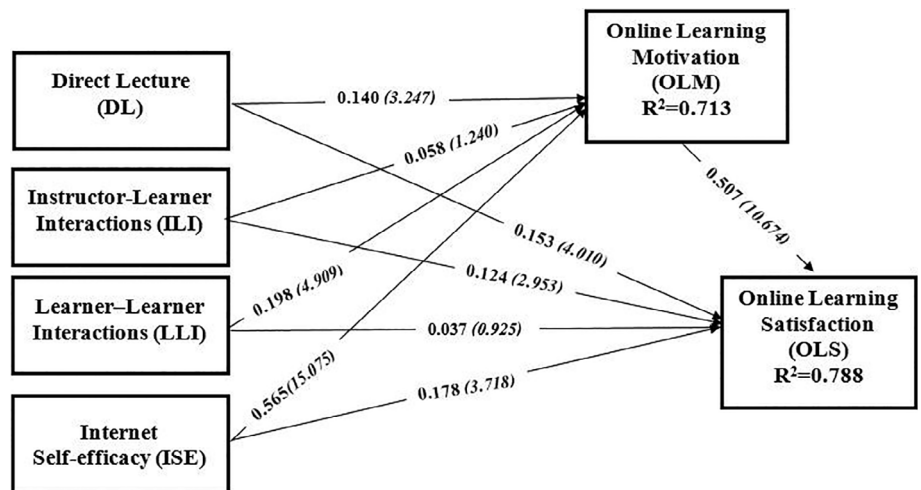 Direct Lecture
(DL)
Instructor-Learner
Interactions (ILI)
Learner–Learner
Interactions (LLI)
Internet
Self-efficacy (ISE)
0.140 (3.247)
0.058 (1.240)
0.198 (4.909)
0.565(15.075)
0.153 (4.010)
0.124 (2.953)
0.037 (0.925)
0.178 (3.718)
Online Learning
Motivation
(OLM)
R²=0.713
0.507 (10.674)
Online Learning
Satisfaction
(OLS)
R²=0.788